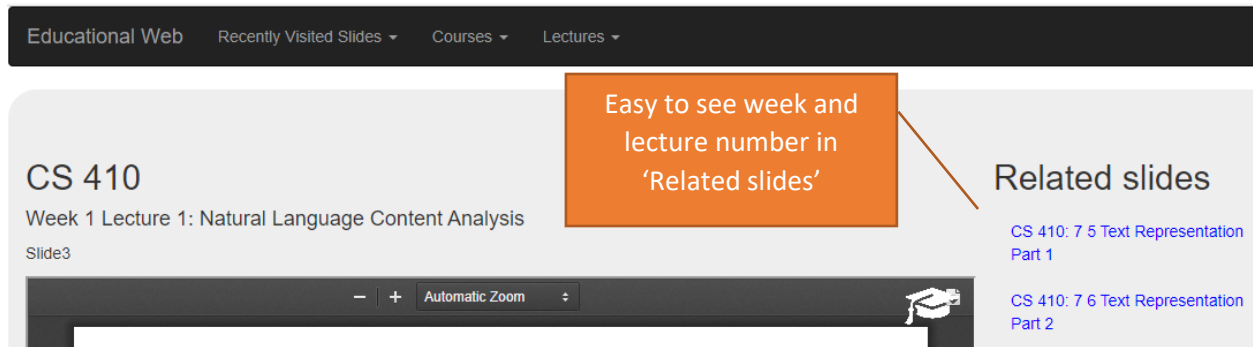 Educational Web Recently Visited Slides Courses Lectures
Easy to see week and
lecture number in
‘Related slides’
CS 410
Week 1 Lecture 1: Natural Language Content Analysis
Slide3
Automatic Zoom
Related slides
CS 410: 7 5 Text Representation
Part 1
CS 410: 7 6 Text Representation
Part 2